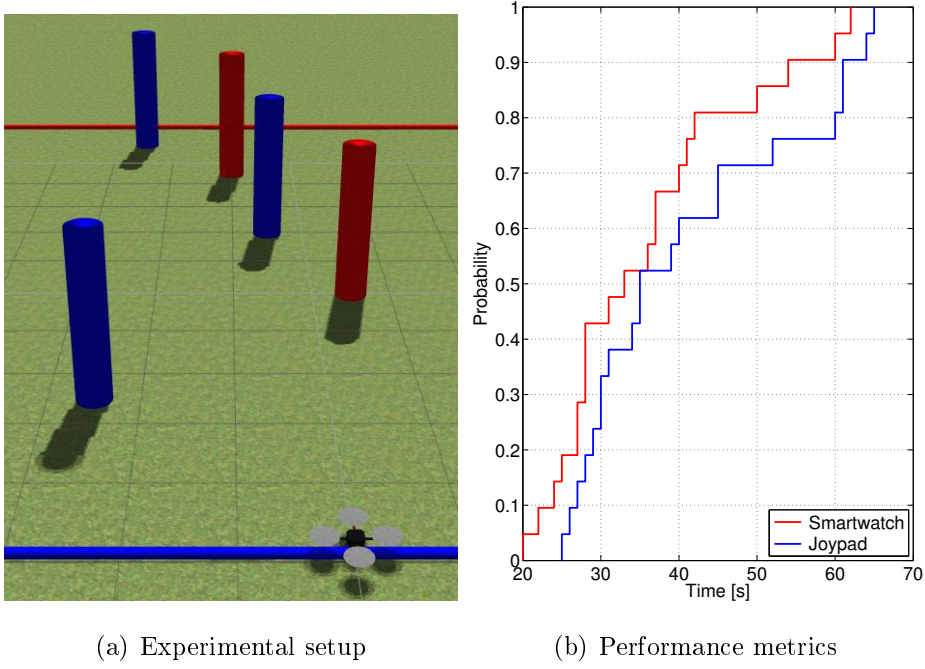 1
0.9
0.8
0.7
0.6
0.5
0.4
0.3
0.2
0.1
0
Probability
Smartwatch
Joypad
20 30 40 50 60 70
Time [s]
(a) Experimental setup
(b) Performance metrics